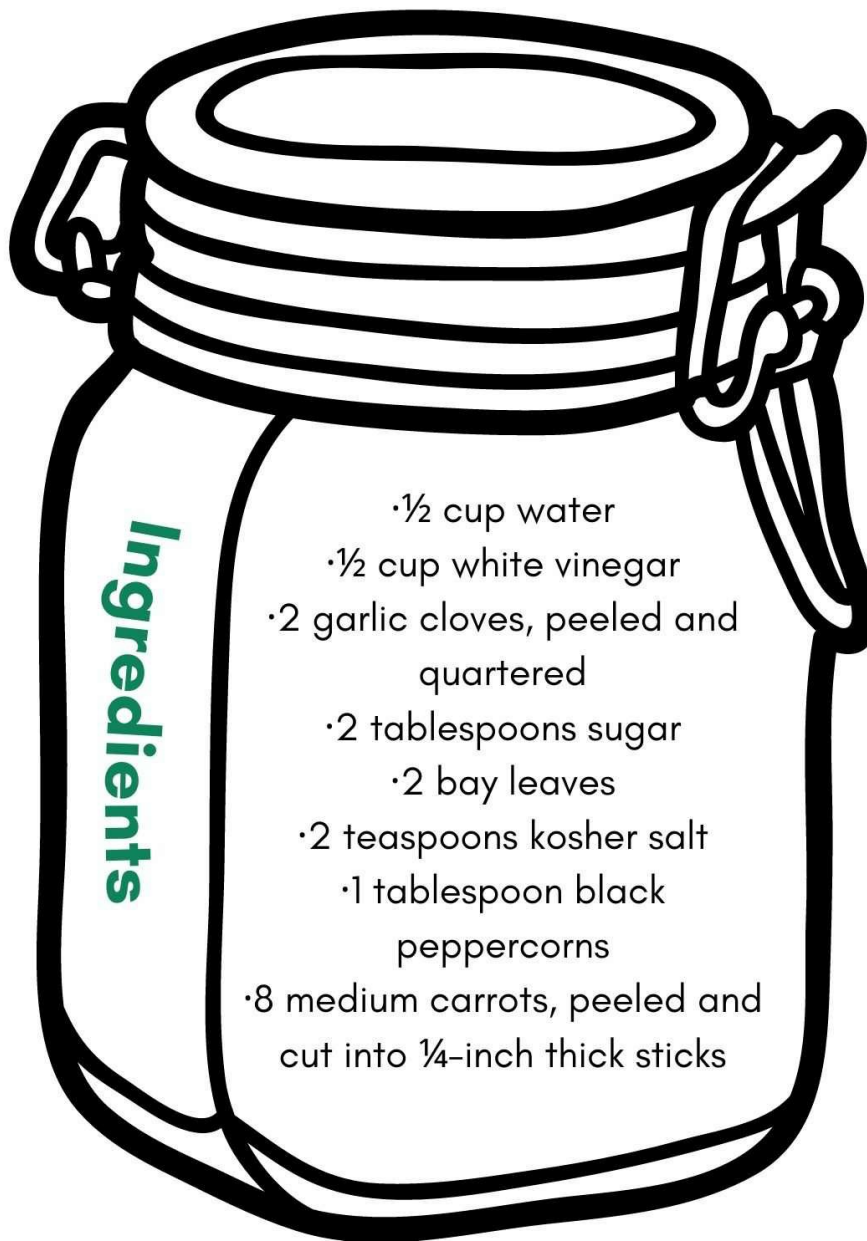 Ingredients
·½ cup water
·½ cup white vinegar
·2 garlic cloves, peeled and
quartered
·2 tablespoons sugar
·2 bay leaves
·2 teaspoons kosher salt
·1 tablespoon black
peppercorns
·8 medium carrots, peeled and
cut into ¼-inch thick sticks